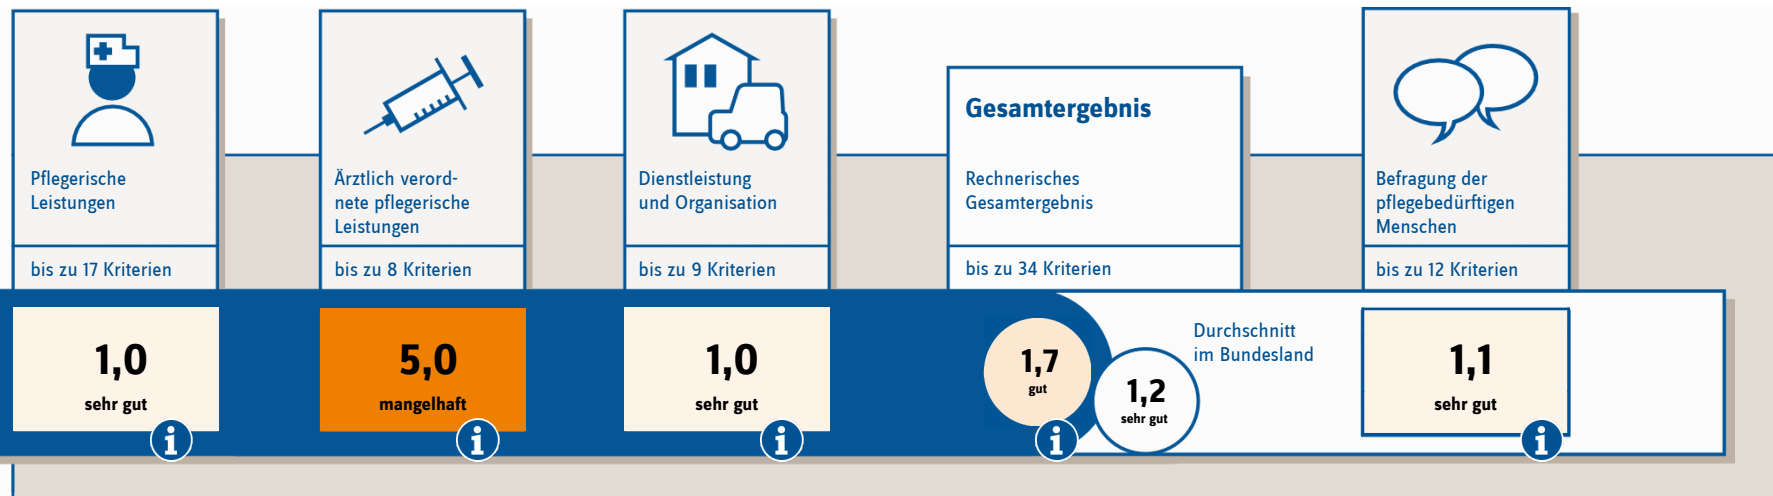 Pflegerische
Leistungen
bis zu 17 Kriterien
1,0
sehr gut
i
Ärztlich verord-
nete pflegerische
Leistungen
bis zu 8 Kriterien
5,0
mangelhaft
i
Dienstleistung
und Organisation
bis zu 9 Kriterien
1,0
sehr gut
i
Gesamtergebnis
Rechnerisches
Gesamtergebnis
bis zu 34 Kriterien
1,7
gut
i
Durchschnitt
im Bundesland
1,2
sehr gut
Befragung der
pflegebedürftigen
Menschen
bis zu 12 Kriterien
1,1
sehr gut
i